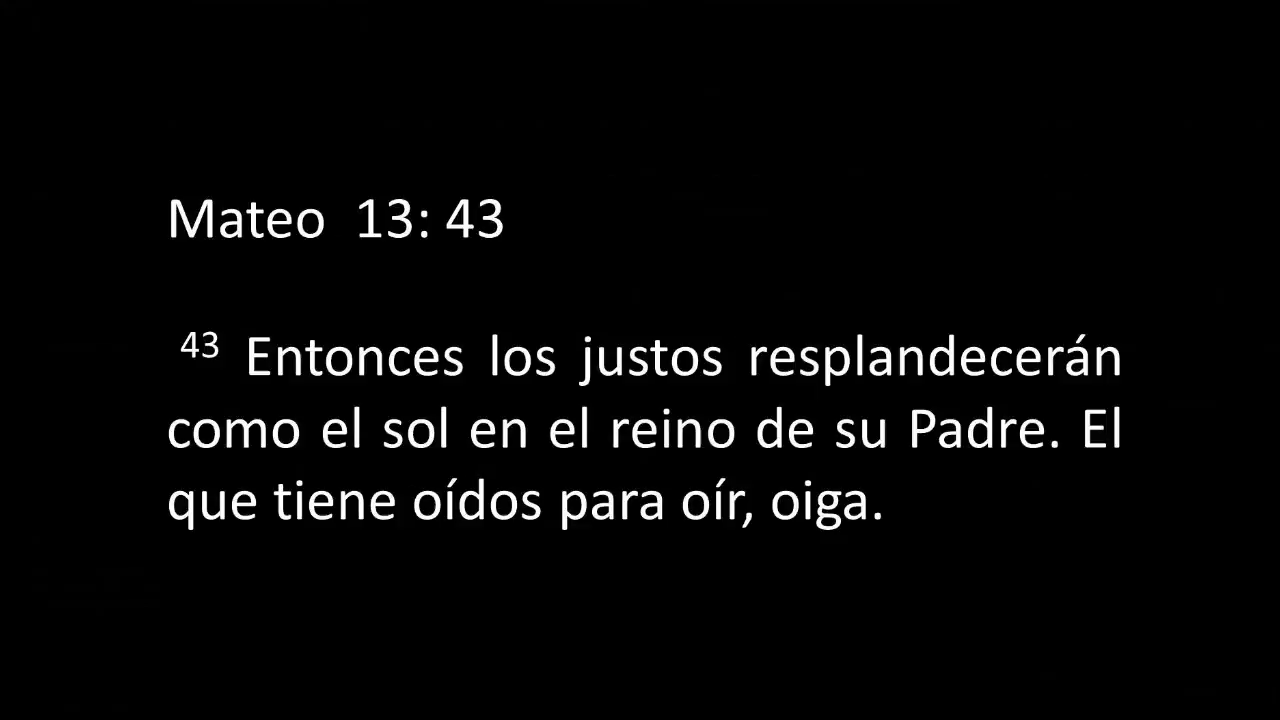 Mateo  13: 43
43 Entonces los justos resplandecerán
como el sol en el reino de su Padre. El
que tiene oídos para oír, oiga.